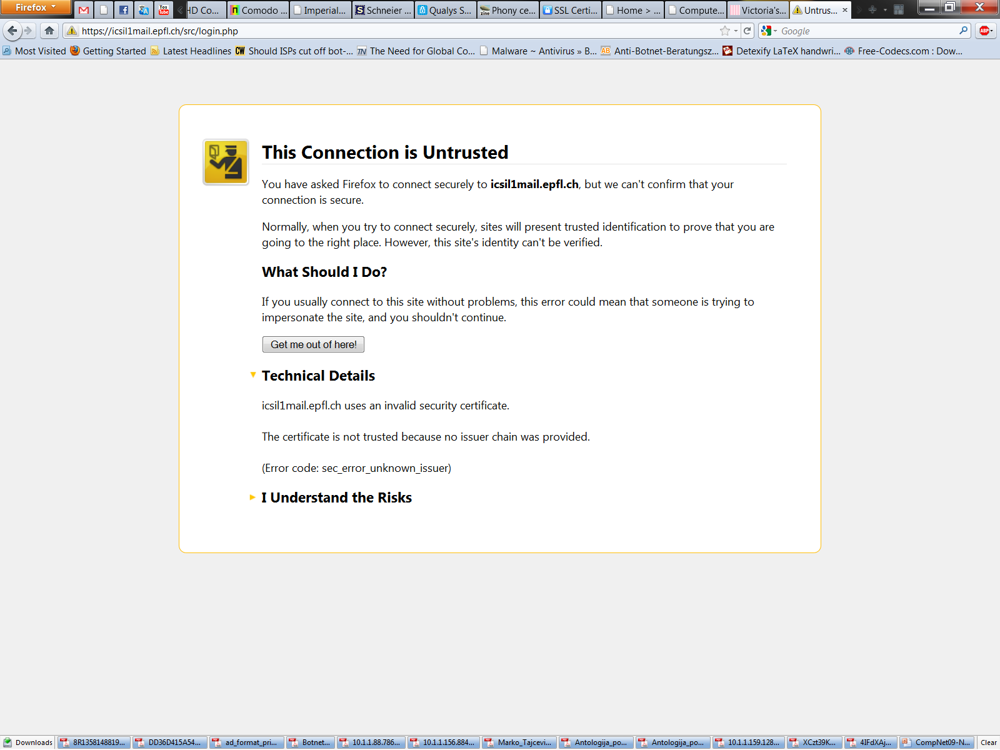 Firefox
You Tube
HD Co... Comodo ... Imperial... Schneier ... Qualys S... Phony ce... SSL Certi... Home > ... Compute... Victoria's... Untrus...
https://icsil1mail.epfl.ch/src/login.php
Google
ABP
Most Visited Getting Started Latest Headlines CW Should ISPs cut off bot-... TN The Need for Global Co... Malware ~ Antivirus » B... AB Anti-Botnet-Beratungsz... Detexify LaTeX handwri... Free-Codecs.com : Dow...
This Connection is Untrusted
You have asked Firefox to connect securely to icsil1mail.epfl.ch, but we can't confirm that your
connection is secure.
Normally, when you try to connect securely, sites will present trusted identification to prove that you are
going to the right place. However, this site's identity can't be verified.
What Should I Do?
If you usually connect to this site without problems, this error could mean that someone is trying to
impersonate the site, and you shouldn't continue.
Get me out of here!
Technical Details
icsil1mail.epfl.ch uses an invalid security certificate.
The certificate is not trusted because no issuer chain was provided.
(Error code: sec_error_unknown_issuer)
I Understand the Risks
Downloads 8R1358148819... DD36D415A54... ad_format_pri... Botnet... 10.1.1.88.786... 10.1.1.156.884... Marko_Tajcevi... Antologija_po... Antologija_po... 10.1.1.159.128... XCzt39K... 4IFdXAj... CompNet09-N... Clear